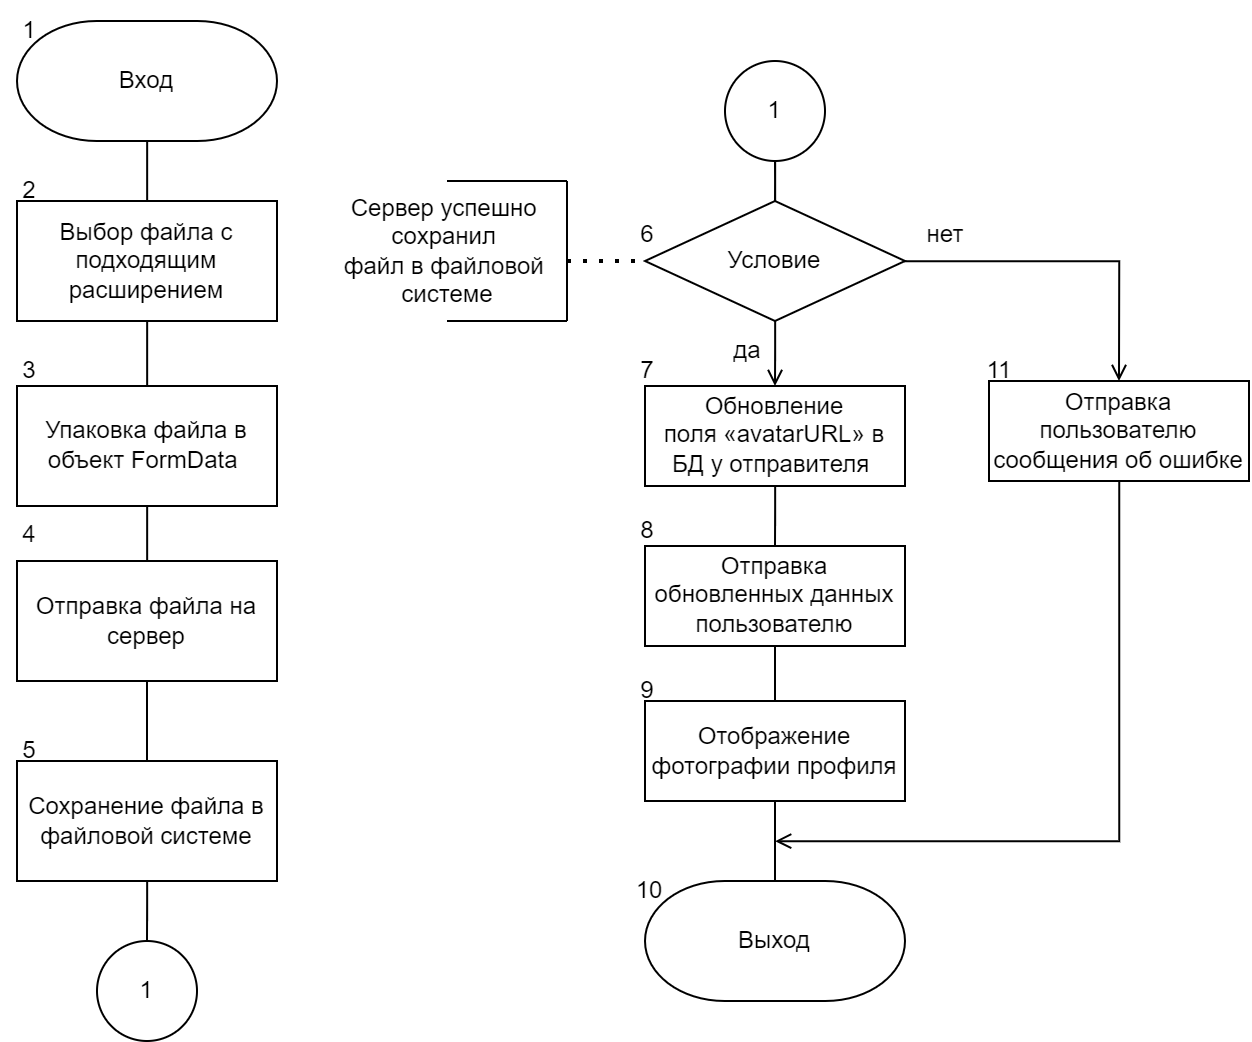 1
Вход
2
Выбор файла с
подходящим
расширением
3
Упаковка файла в
объект FormData
4
Отправка файла на
сервер
5
Сохранение файла в
файловой системе
1
1
Сервер успешно
сохранил
файл в файловой
системе
6
Условие
нет
да
7
Обновление
поля «avatarURL» в
БД у отправителя
8
Отправка
обновленных данных
пользователю
9
Отображение
фотографии профиля
10
Выход
11
Отправка
пользователю
сообщения об ошибке